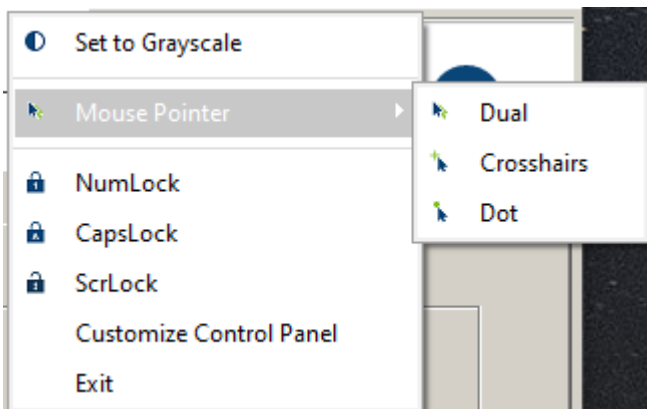 Set to Grayscale
Mouse Pointer
Dual
Crosshairs
Dot
NumLock
CapsLock
ScrLock
Customize Control Panel
Exit